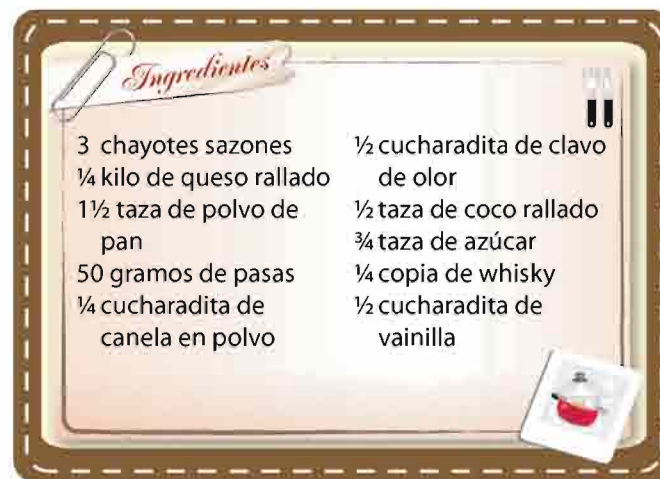 Ingredientes
3 chayotes sazones
¼ kilo de queso rallado
1½ taza de polvo de
pan
50 gramos de pasas
¼ cucharadita de
canela en polvo
½ cucharadita de clavo
de olor
½ taza de coco rallado
¾ taza de azúcar
¼ copia de whisky
½ cucharadita de
vainilla